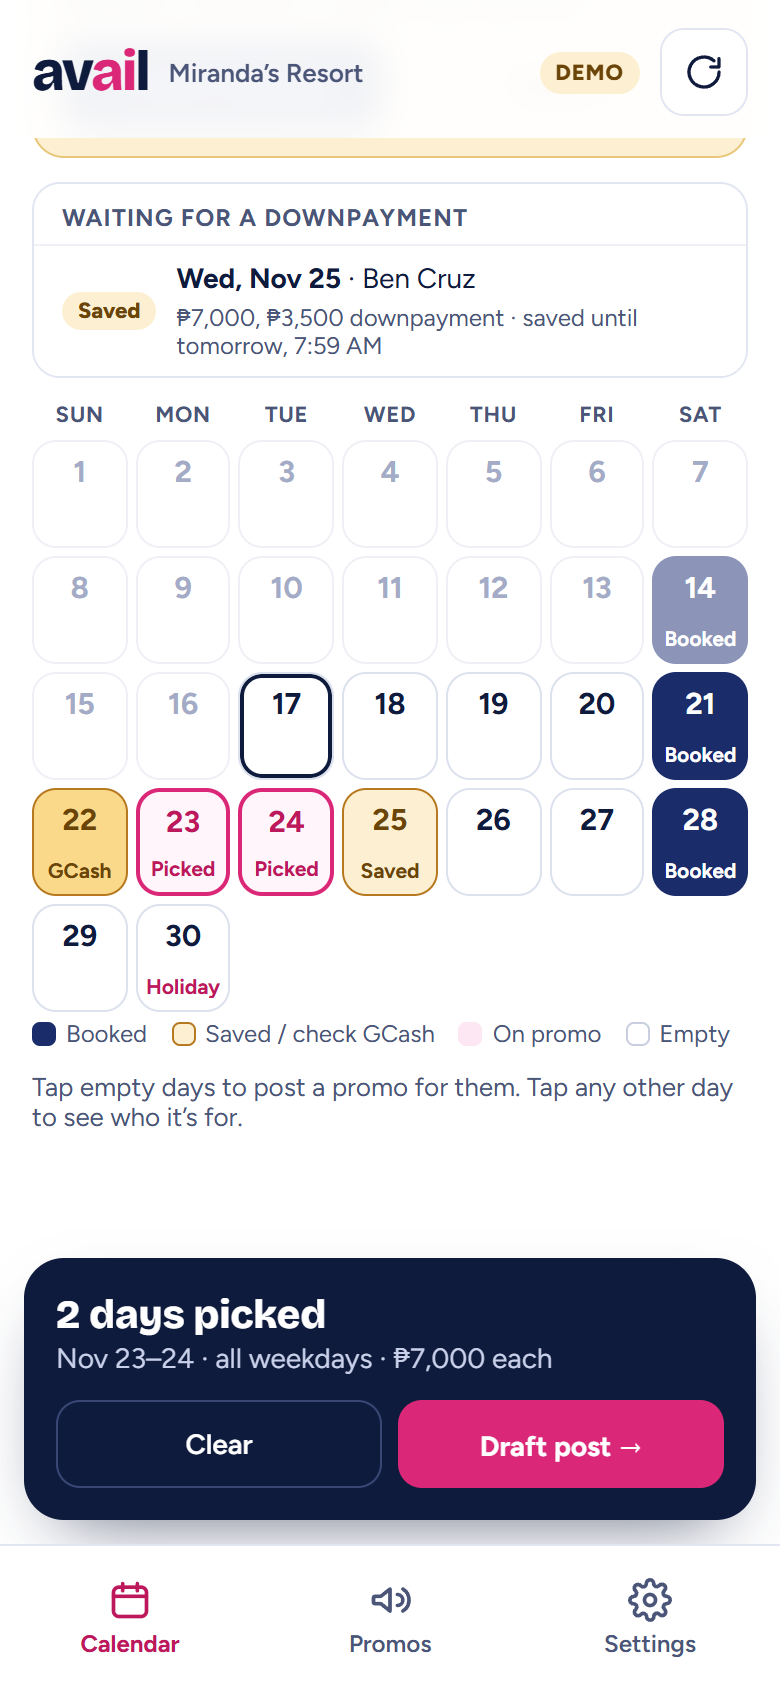 avail Miranda’s Resort DEMO
WAITING FOR A DOWNPAYMENT
Saved
Wed, Nov 25 · Ben Cruz
₱7,000, ₱3,500 downpayment · saved until
tomorrow, 7:59 AM
SUN MON TUE WED THU FRI SAT
1 2 3 4 5 6 7
8 9 10 11 12 13 14
Booked
15 16 17 18 19 20 21
Booked
22 23 24 25 26 27 28
GCash Picked Picked Saved Booked
29 30
Holiday
Booked Saved / check GCash On promo Empty
Tap empty days to post a promo for them. Tap any other day
to see who it’s for.
2 days picked
Nov 23–24 · all weekdays · ₱7,000 each
Clear Draft post →
Calendar Promos Settings